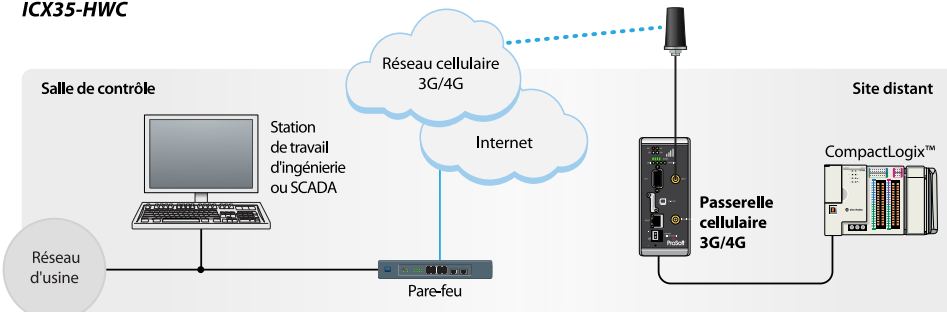 ICX35-HWC
Réseau cellulaire
3G/4G
Salle de contrôle
Site distant
Station
de travail
d'ingénierie
ou SCADA
Internet
CompactLogix™
Passerelle
cellulaire
3G/4G
ProSoft
Réseau
d'usine
Pare-feu